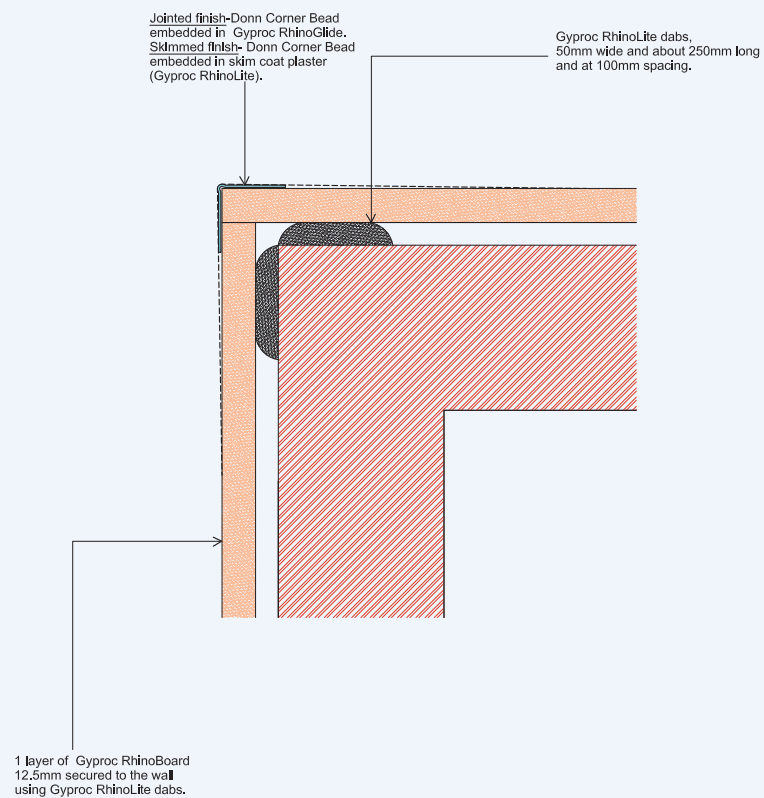 Jointed finish-Donn Corner Bead
embedded in Gyproc RhinoGlide.
Skimmed finish- Donn Corner Bead
embedded in skim coat plaster
(Gyproc RhinoLite).
Gyproc RhinoLite dabs,
50mm wide and about 250mm long
and at 100mm spacing.
1 layer of Gyproc RhinoBoard
12.5mm secured to the wall
using Gyproc RhinoLite dabs.